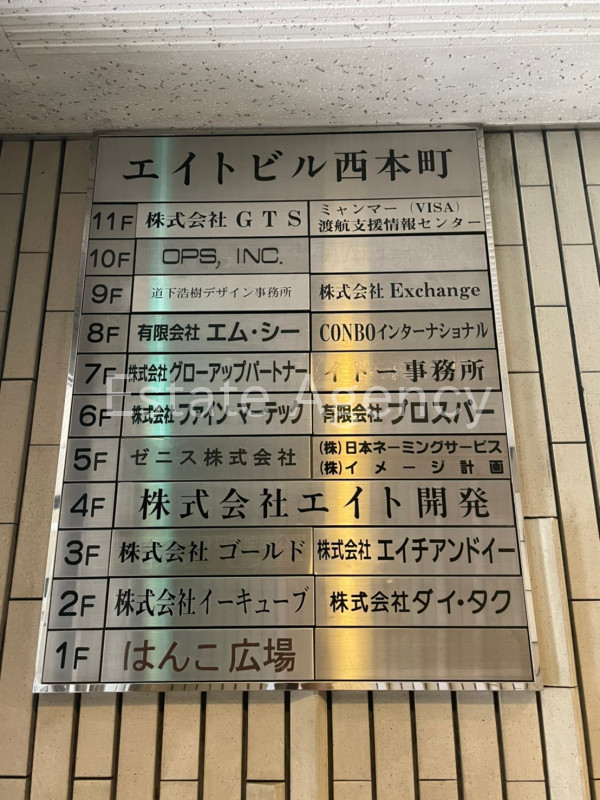 エイトビル西本町
11F 株式会社 GTS ミャンマー（VISA）
渡航支援情報センター
10F OPS, INC.
9F 道下浩樹デザイン事務所 株式会社 Exchange
8F 有限会社 エム・シー CONBOインターナショナル
7F 株式会社 グローアップパートナー イトー事務所
Estate Agency
6F 株式会社 ファイン マーテック 有限会社 グロスパー
5F ゼニス株式会社 (株)日本ネーミングサービス
(株)イメージ計画
4F 株式会社エイト開発
3F 株式会社 ゴールド 株式会社 エイチアンドイー
2F 株式会社イーキューブ 株式会社ダイ・タク
1F はんこ広場